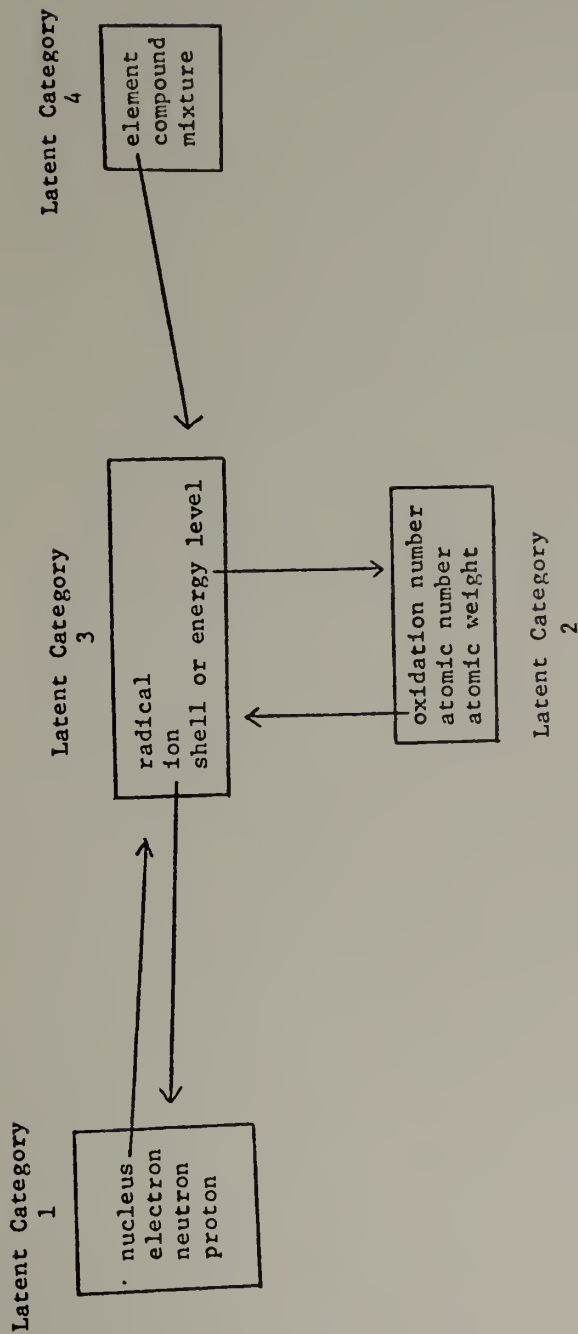 Latent Category
1
nucleus
electron
neutron
proton
Latent Category
3
radical
ion
shell or energy level
Latent Category
4
element
compound
mixture
oxidation number
atomic number
atomic weight
Latent Category
2